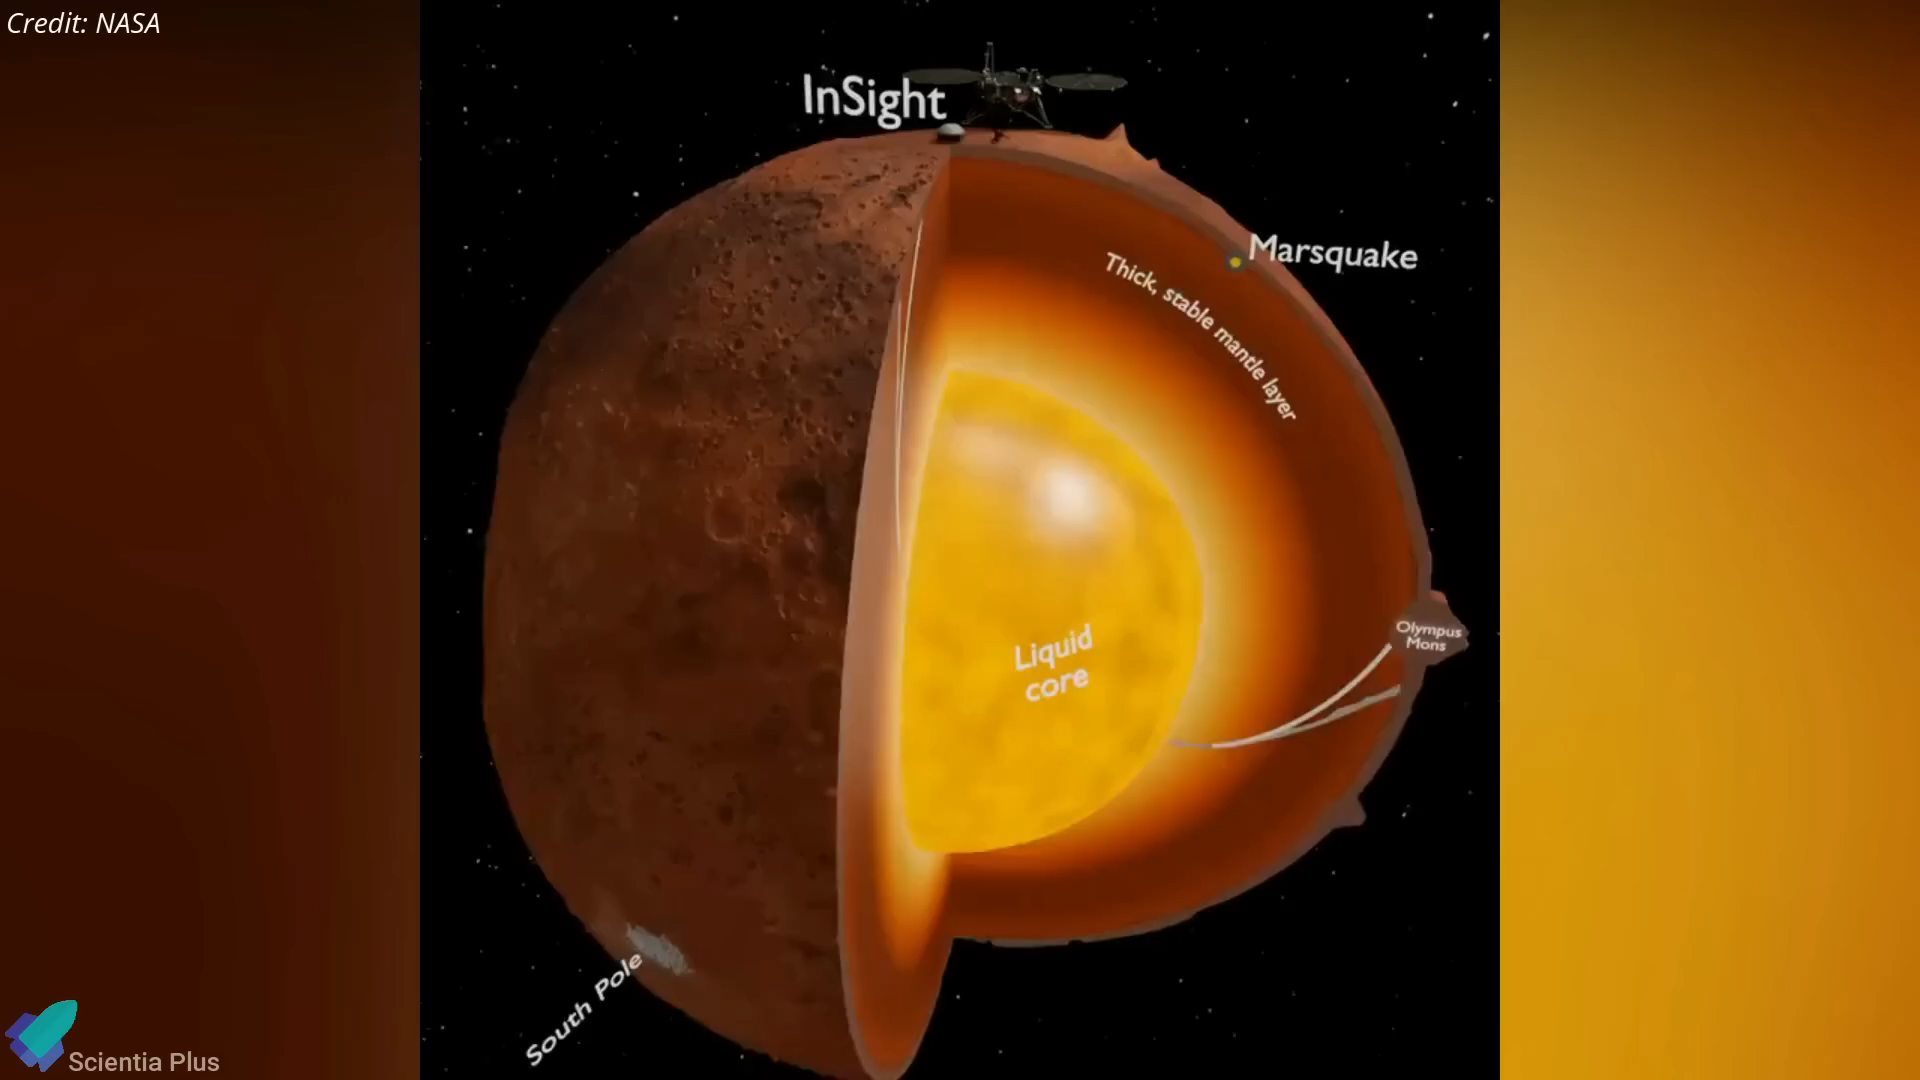 Credit: NASA
InSight
Marsquake
Thick, stable mantle layer
Olympus
Mons
Liquid
core
South Pole
Scientia Plus